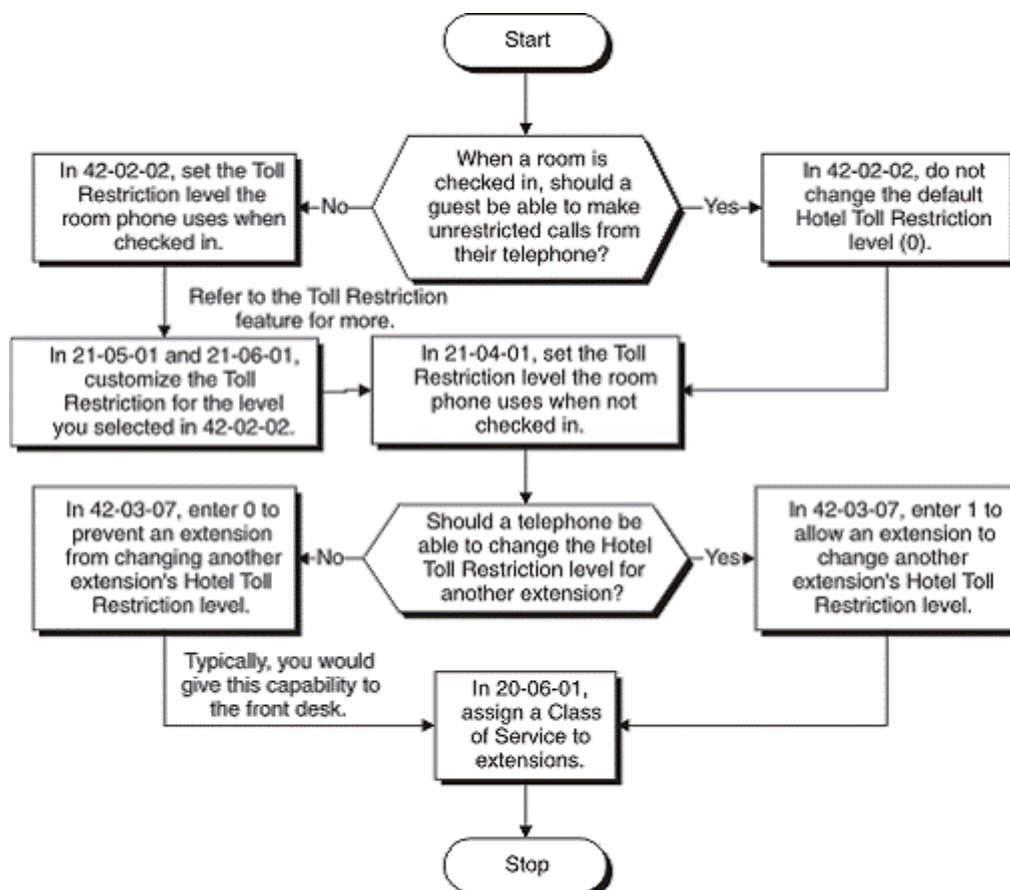 Start
When a room is
checked in, should a
guest be able to make
unrestricted calls from
their telephone?
No
Yes
In 42-02-02, set the Toll
Restriction level the
room phone uses when
checked in.
In 42-02-02, do not
change the default
Hotel Toll Restriction
level (0).
Refer to the Toll Restriction
feature for more.
In 21-05-01 and 21-06-01,
customize the Toll
Restriction for the level
you selected in 42-02-02.
In 21-04-01, set the Toll
Restriction level the room
phone uses when not
checked in.
Should a telephone be
able to change the Hotel
Toll Restriction level for
another extension?
No
Yes
In 42-03-07, enter 0 to
prevent an extension
from changing another
extension's Hotel Toll
Restriction level.
In 42-03-07, enter 1 to
allow an extension to
change another
extension's Hotel Toll
Restriction level.
Typically, you would
give this capability to
the front desk.
In 20-06-01,
assign a Class
of Service to
extensions.
Stop